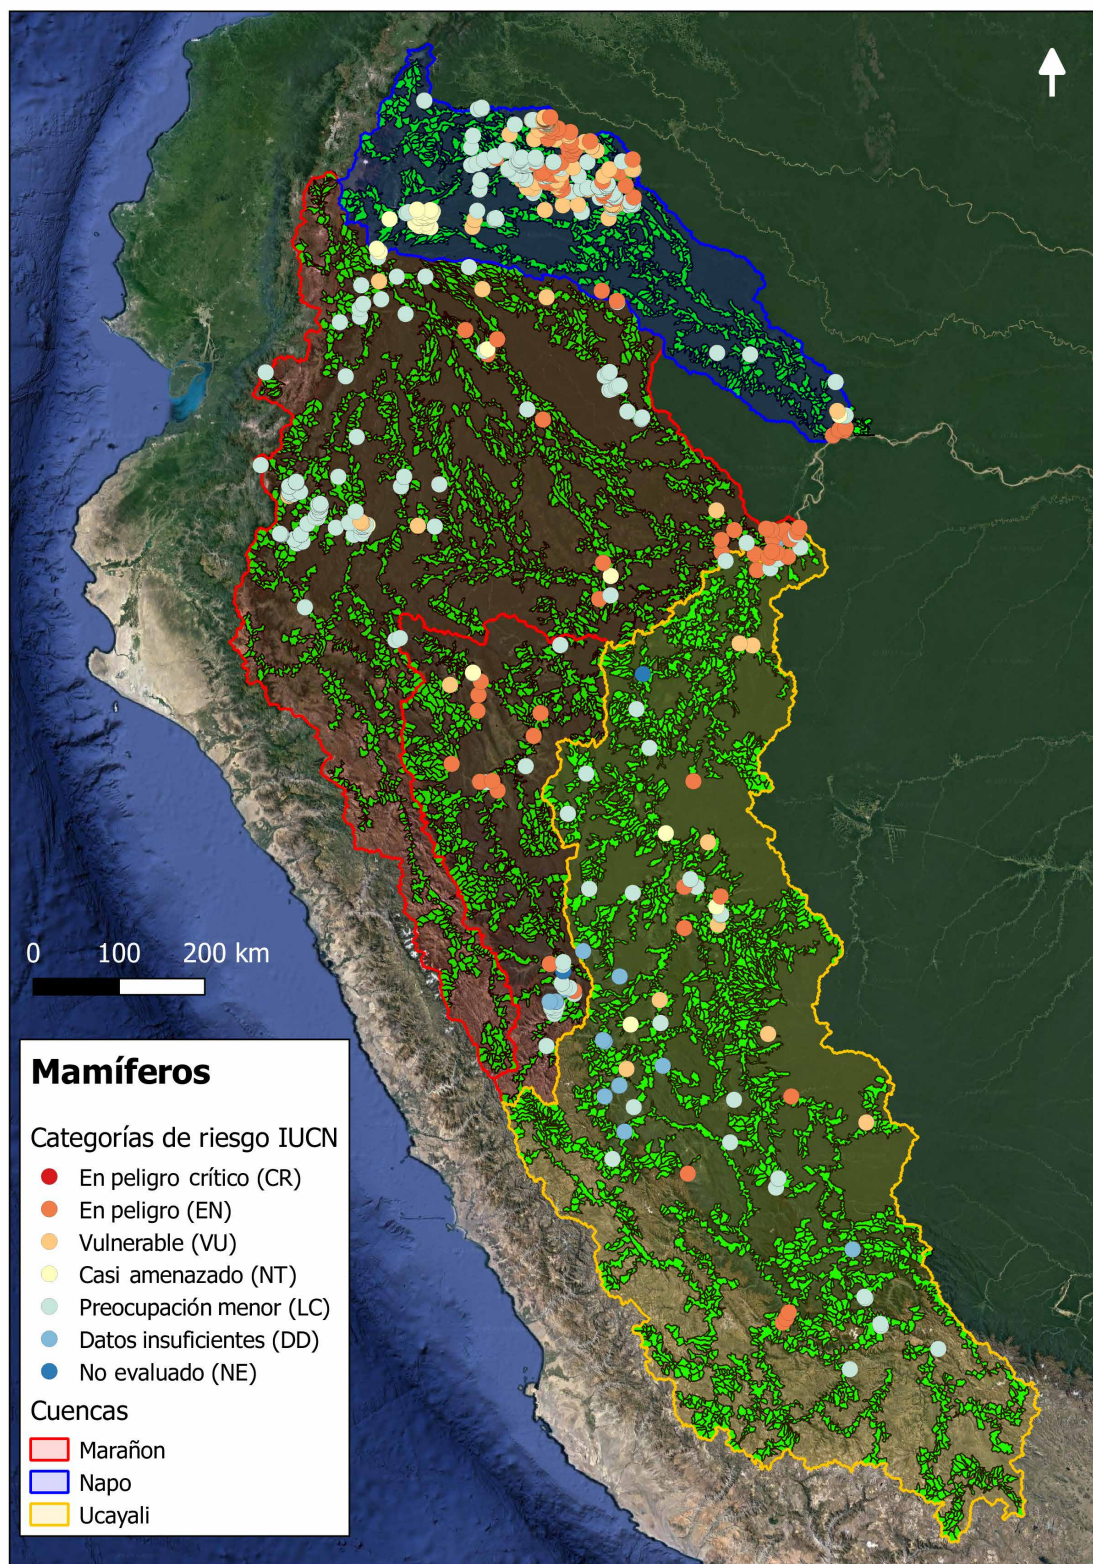 0 100 200 km
Mamíferos
Categorías de riesgo IUCN
En peligro crítico (CR)
En peligro (EN)
Vulnerable (VU)
Casi amenazado (NT)
Preocupación menor (LC)
Datos insuficientes (DD)
No evaluado (NE)
Cuencas
Marañon
Napo
Ucayali